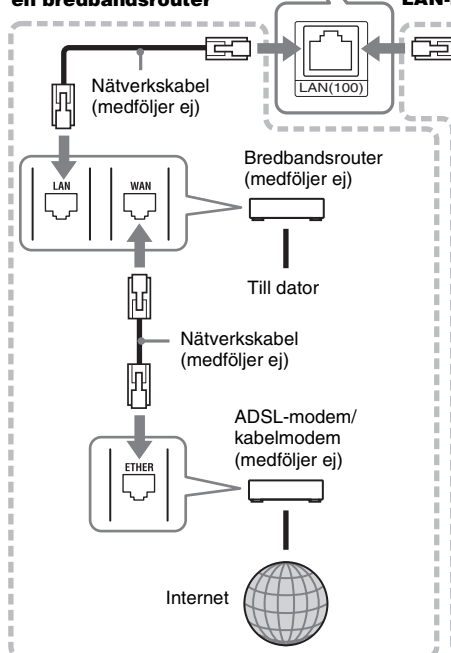 en bredbandsrouter
LAN-
LAN(100)
Nätverkskabel
(medföljer ej)
LAN
WAN
Bredbandsrouter
(medföljer ej)
Till dator
Nätverkskabel
(medföljer ej)
ADSL-modem/
kabelmodem
(medföljer ej)
ETHER
Internet